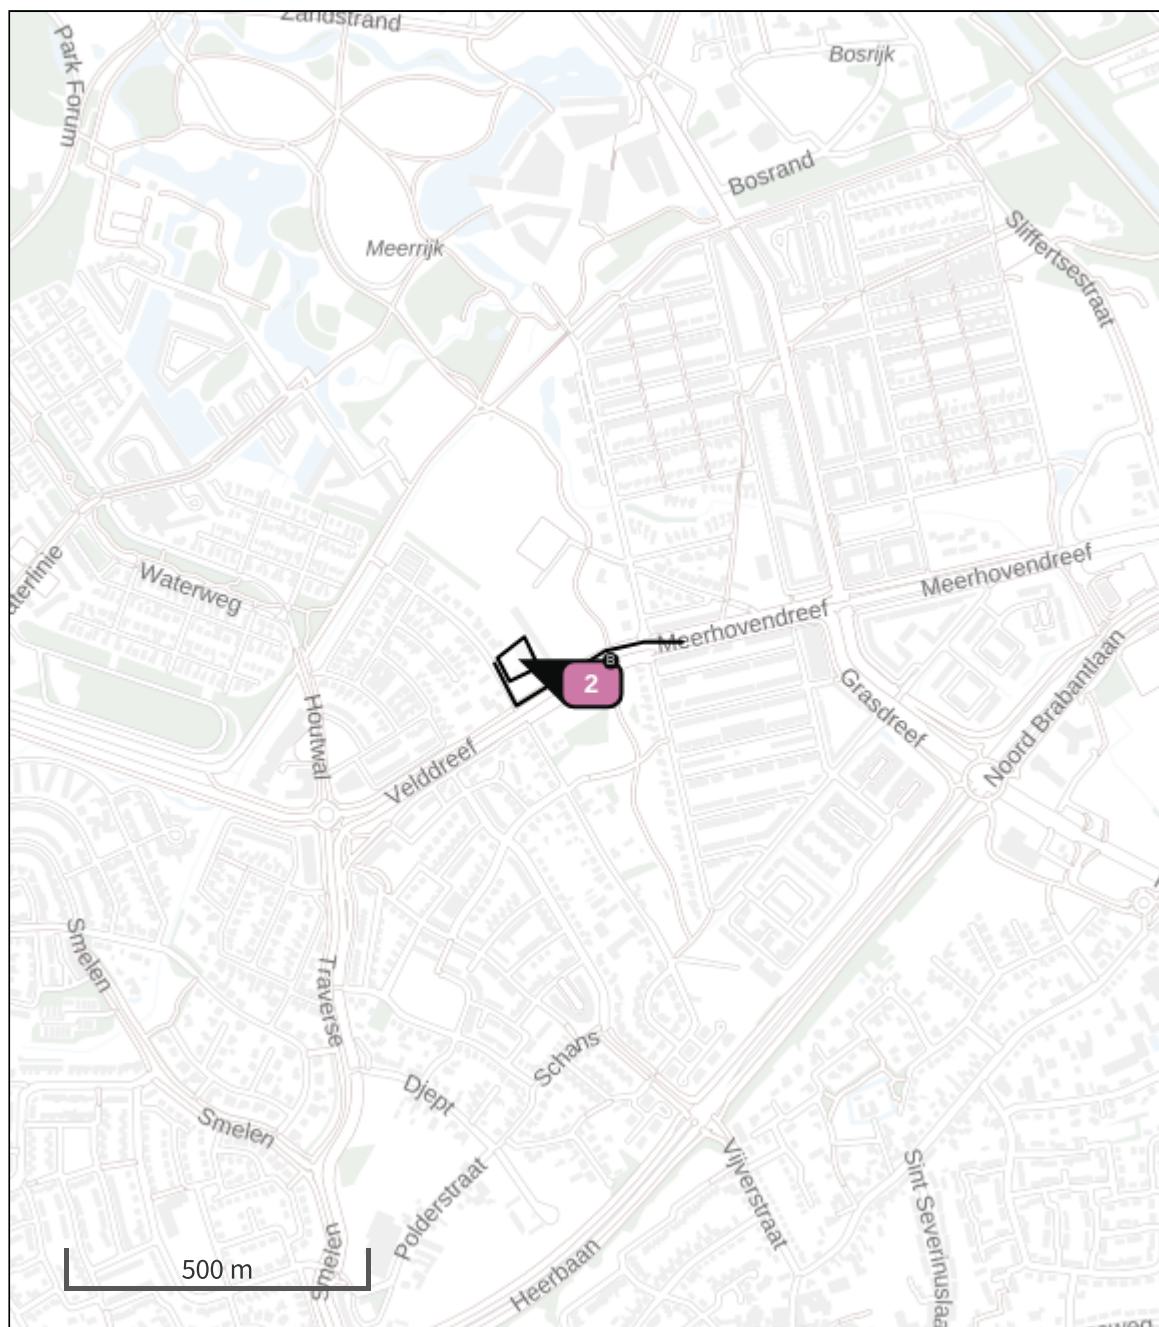 Zandstrand
Park Forum
Bosrijk
Bosrand
Sliffertsestraat
Meerrijk
Waterweg
aterlinie
Meerhovendreef
Meerhovendreef
B
2
Houtwal
Velddreef
Grasdreef
Noord Brabantlaan
Smelen
Traverse
Schans
Djept
Smelen
Polderstraat
Vijverstraat
Sint Severinuslaa
Smelen
Heerbaan
500 m